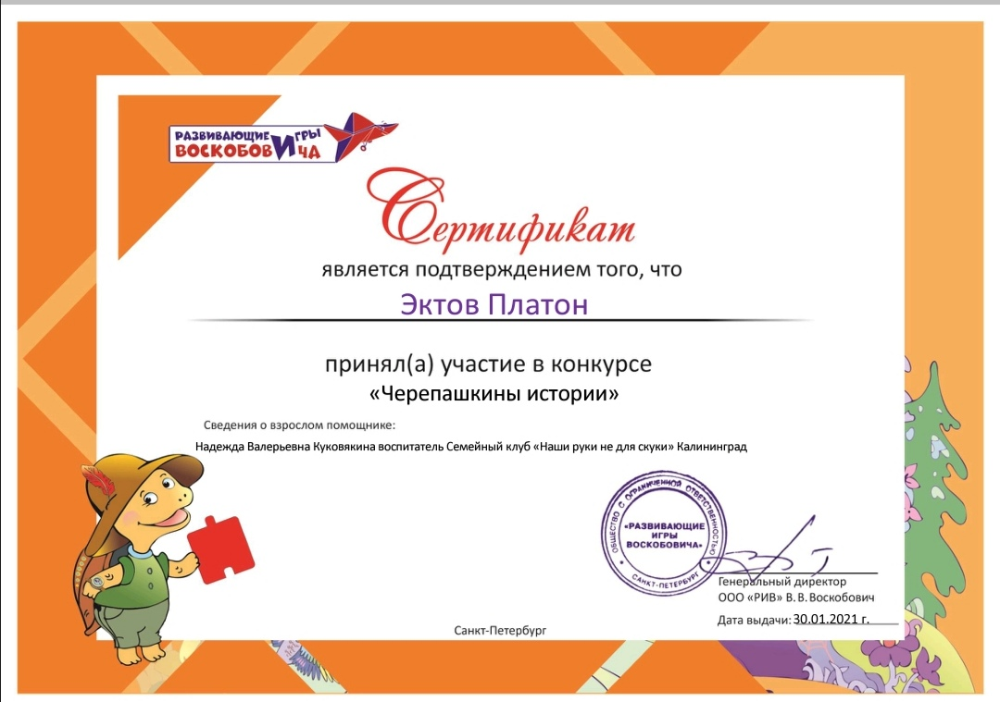 РАЗВИВАЮЩИЕ ИГРЫ
ВОСКОБОВИЧА
Сертификат
является подтверждением того, что
Эктов Платон
принял(а) участие в конкурсе
«Черепашкины истории»
Сведения о взрослом помощнике:
Надежда Валерьевна Куковякина воспитатель Семейный клуб «Наши руки не для скуки» Калининград
ОБЩЕСТВО С ОГРАНИЧЕННОЙ ОТВЕТСТВЕННОСТЬЮ
«РАЗВИВАЮЩИЕ
ИГРЫ
ВОСКОБОВИЧА»
САНКТ-ПЕТЕРБУРГ
Генеральный директор
ООО «РИВ» В. В. Воскобович
Дата выдачи: 30.01.2021 г.
Санкт-Петербург